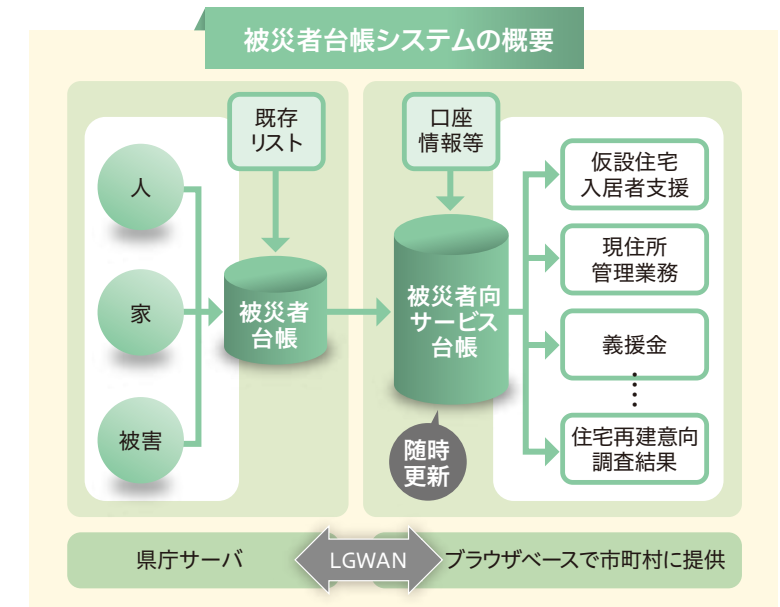 被災者台帳システムの概要
既存
リスト
人
家
被害
被災者
台帳
口座
情報等
被災者向
サービス
台帳
随時
更新
仮設住宅
入居者支援
現住所
管理業務
義援金
住宅再建意向
調査結果
県庁サーバ
LGWAN
ブラウザベースで市町村に提供